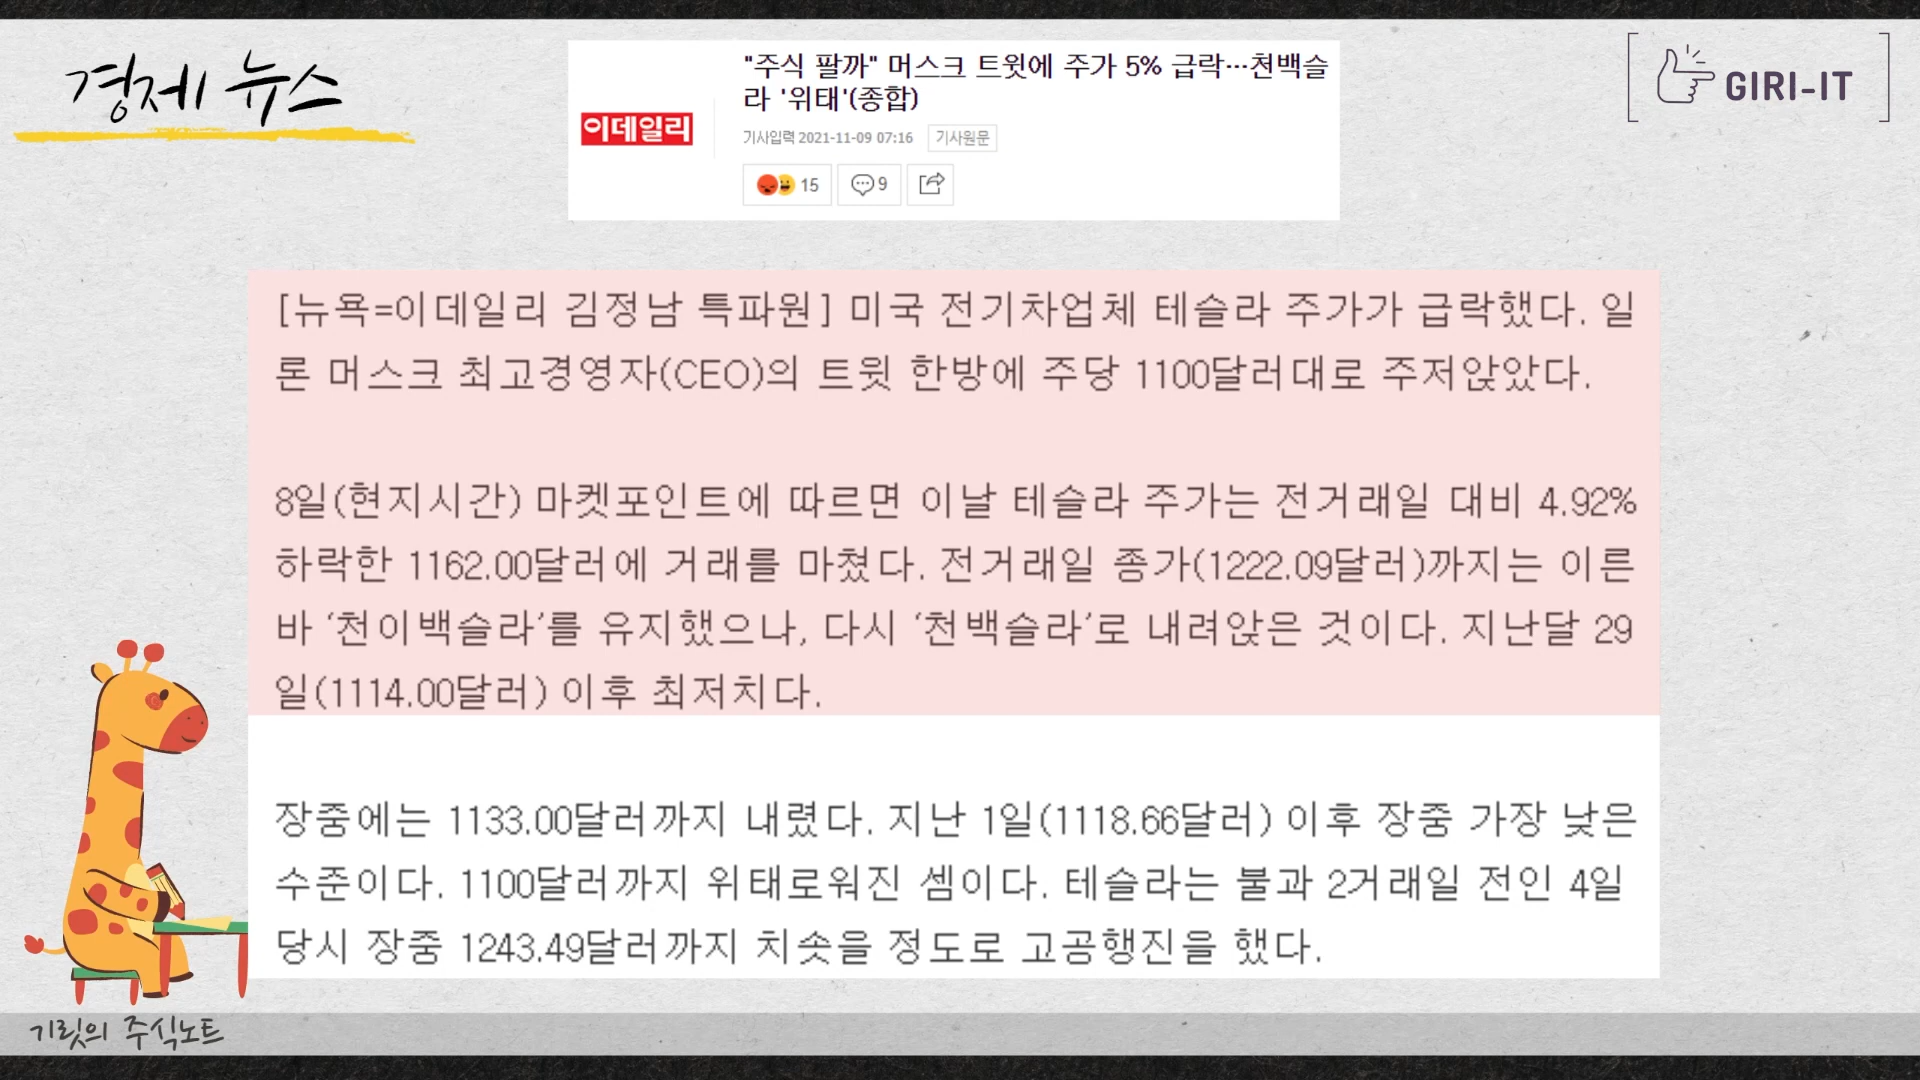 경제 뉴스
이데일리
"주식 팔까" 머스크 트윗에 주가 5% 급락…천백슬
라 '위태'(종합)
기사입력 2021-11-09 07:16 기사원문
15 9
GIRI-IT
[뉴욕=이데일리 김정남 특파원] 미국 전기차업체 테슬라 주가가 급락했다. 일
론 머스크 최고경영자(CEO)의 트윗 한방에 주당 1100달러대로 주저앉았다.
8일(현지시간) 마켓포인트에 따르면 이날 테슬라 주가는 전거래일 대비 4.92%
하락한 1162.00달러에 거래를 마쳤다. 전거래일 종가(1222.09달러)까지는 이른
바 ‘천이백슬라’를 유지했으나, 다시 ‘천백슬라’로 내려앉은 것이다. 지난달 29
일(1114.00달러) 이후 최저치다.
장중에는 1133.00달러까지 내렸다. 지난 1일(1118.66달러) 이후 장중 가장 낮은
수준이다. 1100달러까지 위태로워진 셈이다. 테슬라는 불과 2거래일 전인 4일
당시 장중 1243.49달러까지 치솟을 정도로 고공행진을 했다.
기릿의 주식노트